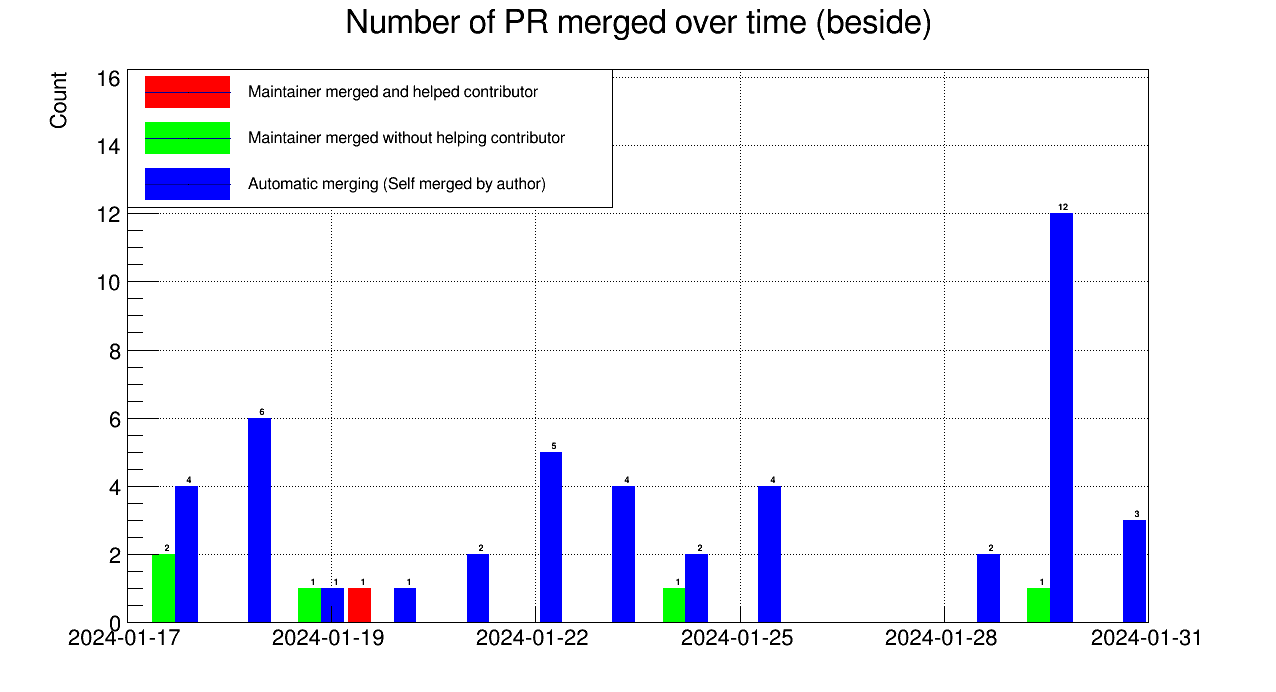 Number of PR merged over time (beside)
Count
16
14
12
10
8
6
4
2
0
Maintainer merged and helped contributor
Maintainer merged without helping contributor
Automatic merging (Self merged by author)
2 4 6 1 1 1 1 2 5 4 1 2 4 2 1 12 3
2024-01-17 2024-01-19 2024-01-22 2024-01-25 2024-01-28 2024-01-31